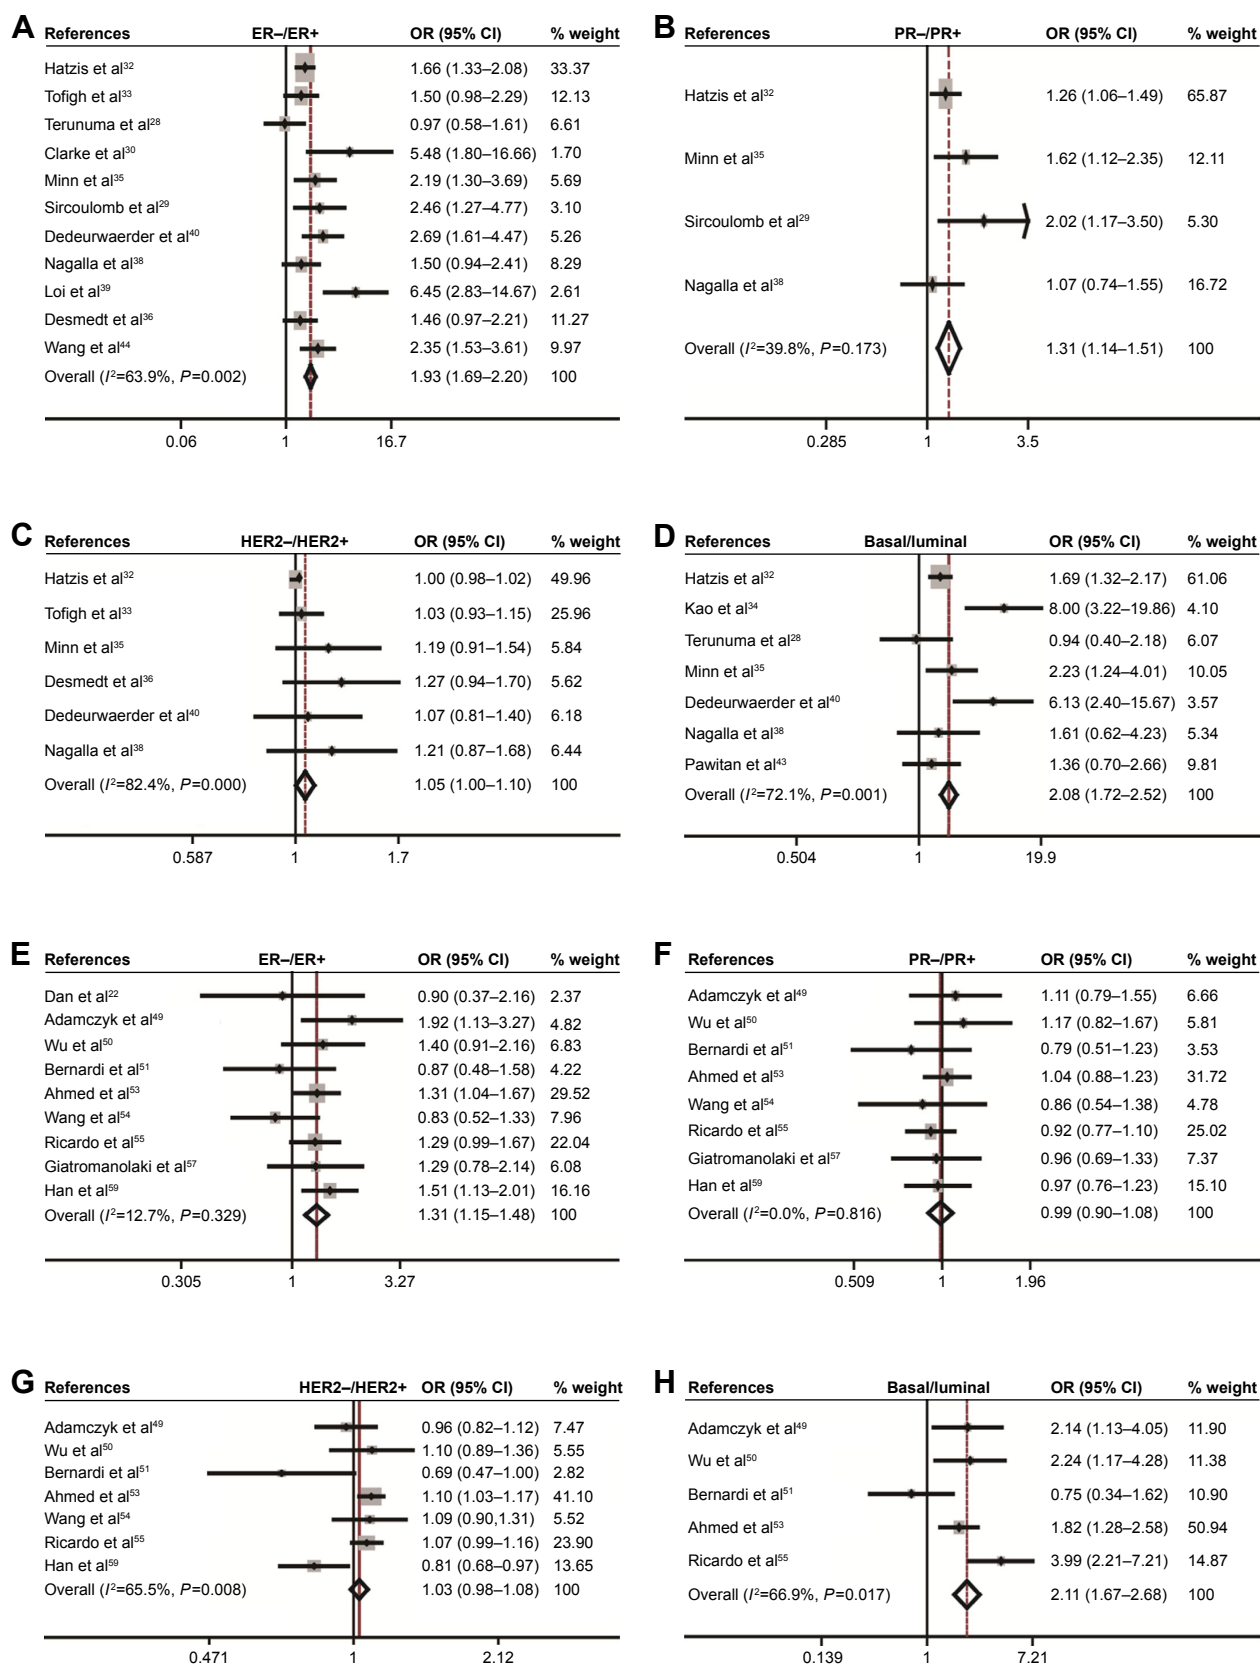 A References ER–/ER+ OR (95% CI) % weight
Hatzis et al32 1.66 (1.33–2.08) 33.37
Tofigh et al33 1.50 (0.98–2.29) 12.13
Terunuma et al28 0.97 (0.58–1.61) 6.61
Clarke et al30 5.48 (1.80–16.66) 1.70
Minn et al35 2.19 (1.30–3.69) 5.69
Sircoulomb et al29 2.46 (1.27–4.77) 3.10
Dedeurwaerder et al40 2.69 (1.61–4.47) 5.26
Nagalla et al38 1.50 (0.94–2.41) 8.29
Loi et al39 6.45 (2.83–14.67) 2.61
Desmedt et al36 1.46 (0.97–2.21) 11.27
Wang et al44 2.35 (1.53–3.61) 9.97
Overall (I2=63.9%, P=0.002) 1.93 (1.69–2.20) 100
0.06 1 16.7
B References PR–/PR+ OR (95% CI) % weight
Hatzis et al32 1.26 (1.06–1.49) 65.87
Minn et al35 1.62 (1.12–2.35) 12.11
Sircoulomb et al29 2.02 (1.17–3.50) 5.30
Nagalla et al38 1.07 (0.74–1.55) 16.72
Overall (I2=39.8%, P=0.173) 1.31 (1.14–1.51) 100
0.285 1 3.5
C References HER2–/HER2+ OR (95% CI) % weight
Hatzis et al32 1.00 (0.98–1.02) 49.96
Tofigh et al33 1.03 (0.93–1.15) 25.96
Minn et al35 1.19 (0.91–1.54) 5.84
Desmedt et al36 1.27 (0.94–1.70) 5.62
Dedeurwaerder et al40 1.07 (0.81–1.40) 6.18
Nagalla et al38 1.21 (0.87–1.68) 6.44
Overall (I2=82.4%, P=0.000) 1.05 (1.00–1.10) 100
0.587 1 1.7
D References Basal/luminal OR (95% CI) % weight
Hatzis et al32 1.69 (1.32–2.17) 61.06
Kao et al34 8.00 (3.22–19.86) 4.10
Terunuma et al28 0.94 (0.40–2.18) 6.07
Minn et al35 2.23 (1.24–4.01) 10.05
Dedeurwaerder et al40 6.13 (2.40–15.67) 3.57
Nagalla et al38 1.61 (0.62–4.23) 5.34
Pawitan et al43 1.36 (0.70–2.66) 9.81
Overall (I2=72.1%, P=0.001) 2.08 (1.72–2.52) 100
0.504 1 19.9
E References ER–/ER+ OR (95% CI) % weight
Dan et al22 0.90 (0.37–2.16) 2.37
Adamczyk et al49 1.92 (1.13–3.27) 4.82
Wu et al50 1.40 (0.91–2.16) 6.83
Bernardi et al51 0.87 (0.48–1.58) 4.22
Ahmed et al53 1.31 (1.04–1.67) 29.52
Wang et al54 0.83 (0.52–1.33) 7.96
Ricardo et al55 1.29 (0.99–1.67) 22.04
Giatromanolaki et al57 1.29 (0.78–2.14) 6.08
Han et al59 1.51 (1.13–2.01) 16.16
Overall (I2=12.7%, P=0.329) 1.31 (1.15–1.48) 100
0.305 1 3.27
F References PR–/PR+ OR (95% CI) % weight
Adamczyk et al49 1.11 (0.79–1.55) 6.66
Wu et al50 1.17 (0.82–1.67) 5.81
Bernardi et al51 0.79 (0.51–1.23) 3.53
Ahmed et al53 1.04 (0.88–1.23) 31.72
Wang et al54 0.86 (0.54–1.38) 4.78
Ricardo et al55 0.92 (0.77–1.10) 25.02
Giatromanolaki et al57 0.96 (0.69–1.33) 7.37
Han et al59 0.97 (0.76–1.23) 15.10
Overall (I2=0.0%, P=0.816) 0.99 (0.90–1.08) 100
0.509 1 1.96
G References HER2–/HER2+ OR (95% CI) % weight
Adamczyk et al49 0.96 (0.82–1.12) 7.47
Wu et al50 1.10 (0.89–1.36) 5.55
Bernardi et al51 0.69 (0.47–1.00) 2.82
Ahmed et al53 1.10 (1.03–1.17) 41.10
Wang et al54 1.09 (0.90,1.31) 5.52
Ricardo et al55 1.07 (0.99–1.16) 23.90
Han et al59 0.81 (0.68–0.97) 13.65
Overall (I2=65.5%, P=0.008) 1.03 (0.98–1.08) 100
0.471 1 2.12
H References Basal/luminal OR (95% CI) % weight
Adamczyk et al49 2.14 (1.13–4.05) 11.90
Wu et al50 2.24 (1.17–4.28) 11.38
Bernardi et al51 0.75 (0.34–1.62) 10.90
Ahmed et al53 1.82 (1.28–2.58) 50.94
Ricardo et al55 3.99 (2.21–7.21) 14.87
Overall (I2=66.9%, P=0.017) 2.11 (1.67–2.68) 100
0.139 1 7.21